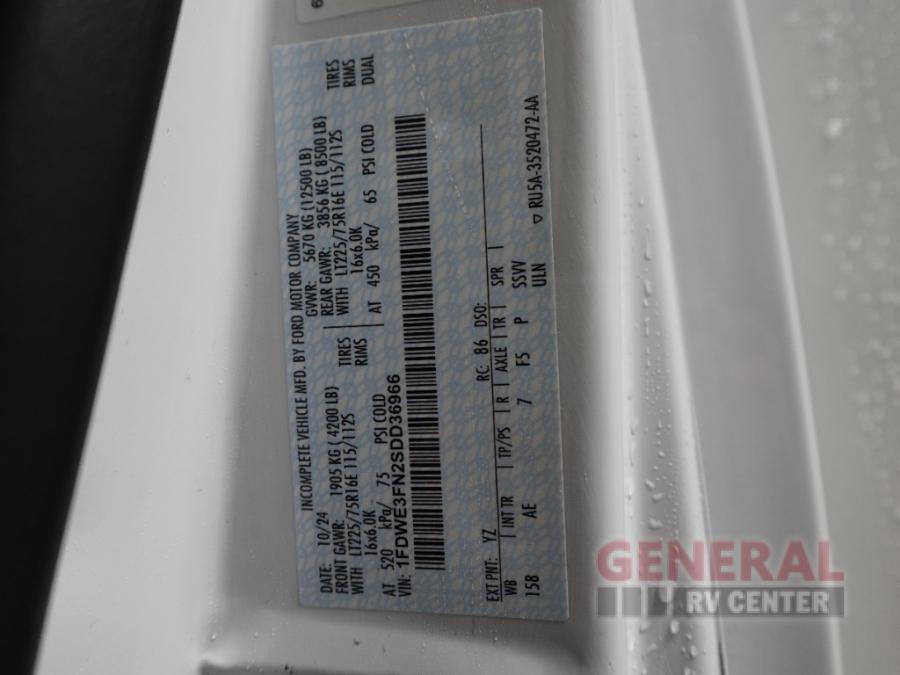 INCOMPLETE VEHICLE MFD. BY FORD MOTOR COMPANY
DATE: 10/24 GVWR: 5670 KG (12500 LB)
FRONT GAWR: 1905 KG ( 4200 LB) REAR GAWR: 3856 KG ( 8500 LB)
WITH LT225/75R16E 115/112S TIRES WITH LT225/75R16E 115/112S TIRES
16x6.0K RIMS 16x6.0K RIMS
AT 520 kPa/ 75 PSI COLD AT 450 kPa/ 65 PSI COLD DUAL
VIN: 1FDWE3FN2SDD36966
EXT PNT: YZ RC: 86 DSO:
WB INT TR TP/PS R AXLE TR SPR
158 AE 7 F5 P SSVV
ULN
▽ RU5A-3520472-AA
GENERAL
RV CENTER